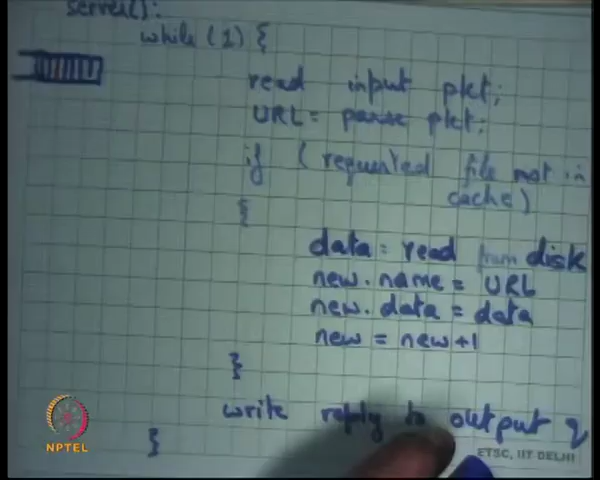 server():
while (1) {
read input pkt;
URL = parse pkt;
if (requested file not in
cache)
{
data = read from disk
new.name = URL
new.data = data
new = new+1
}
write reply to output q
}
NPTEL
ETSC, IIT DELHI